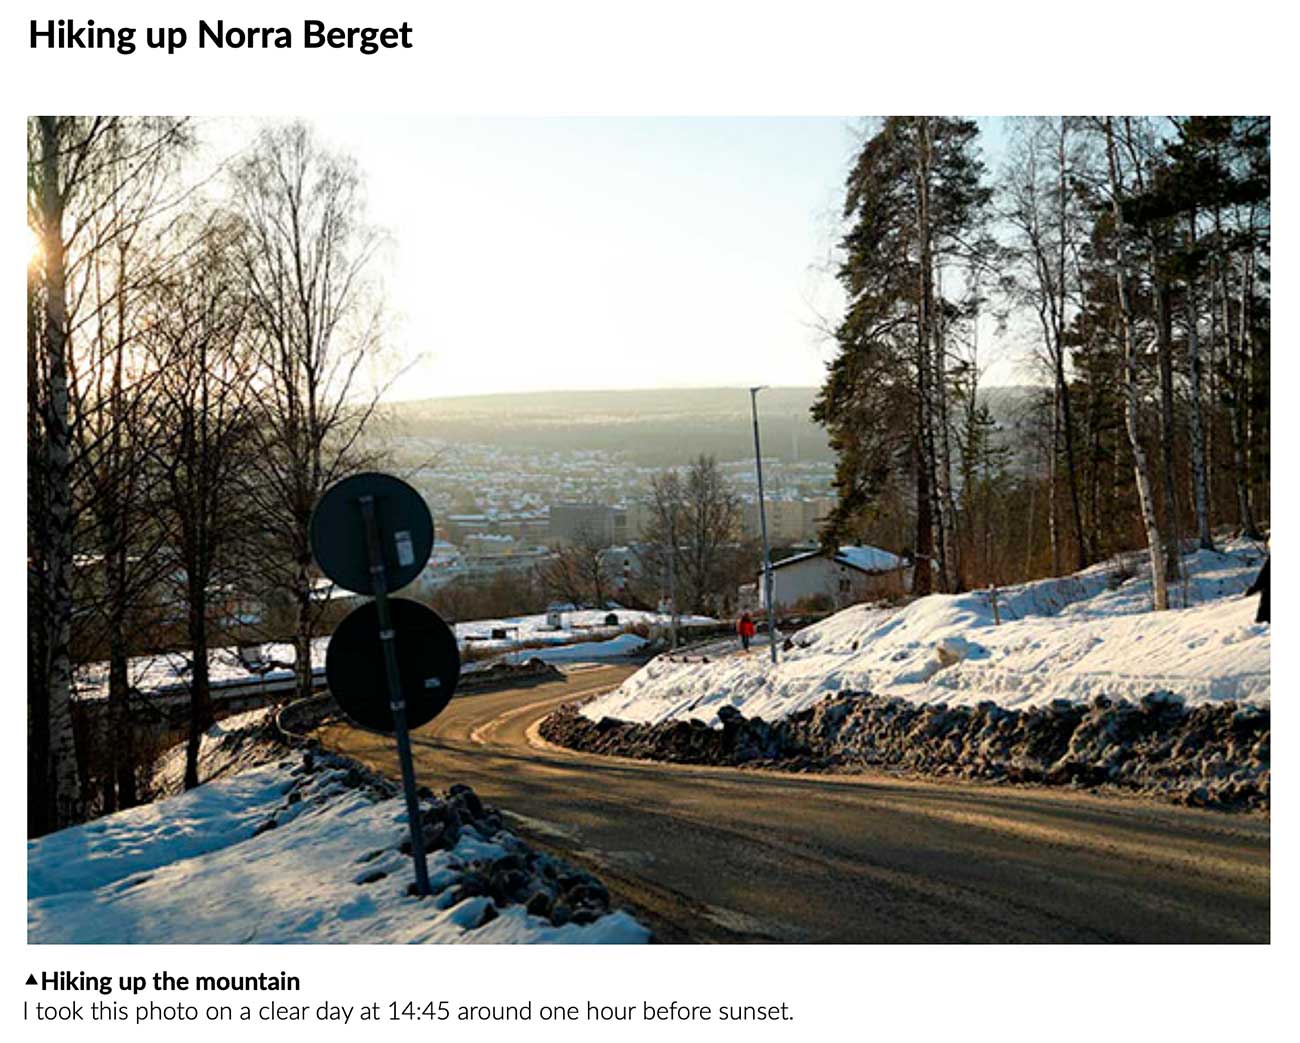 Hiking up Norra Berget
▲Hiking up the mountain
I took this photo on a clear day at 14:45 around one hour before sunset.